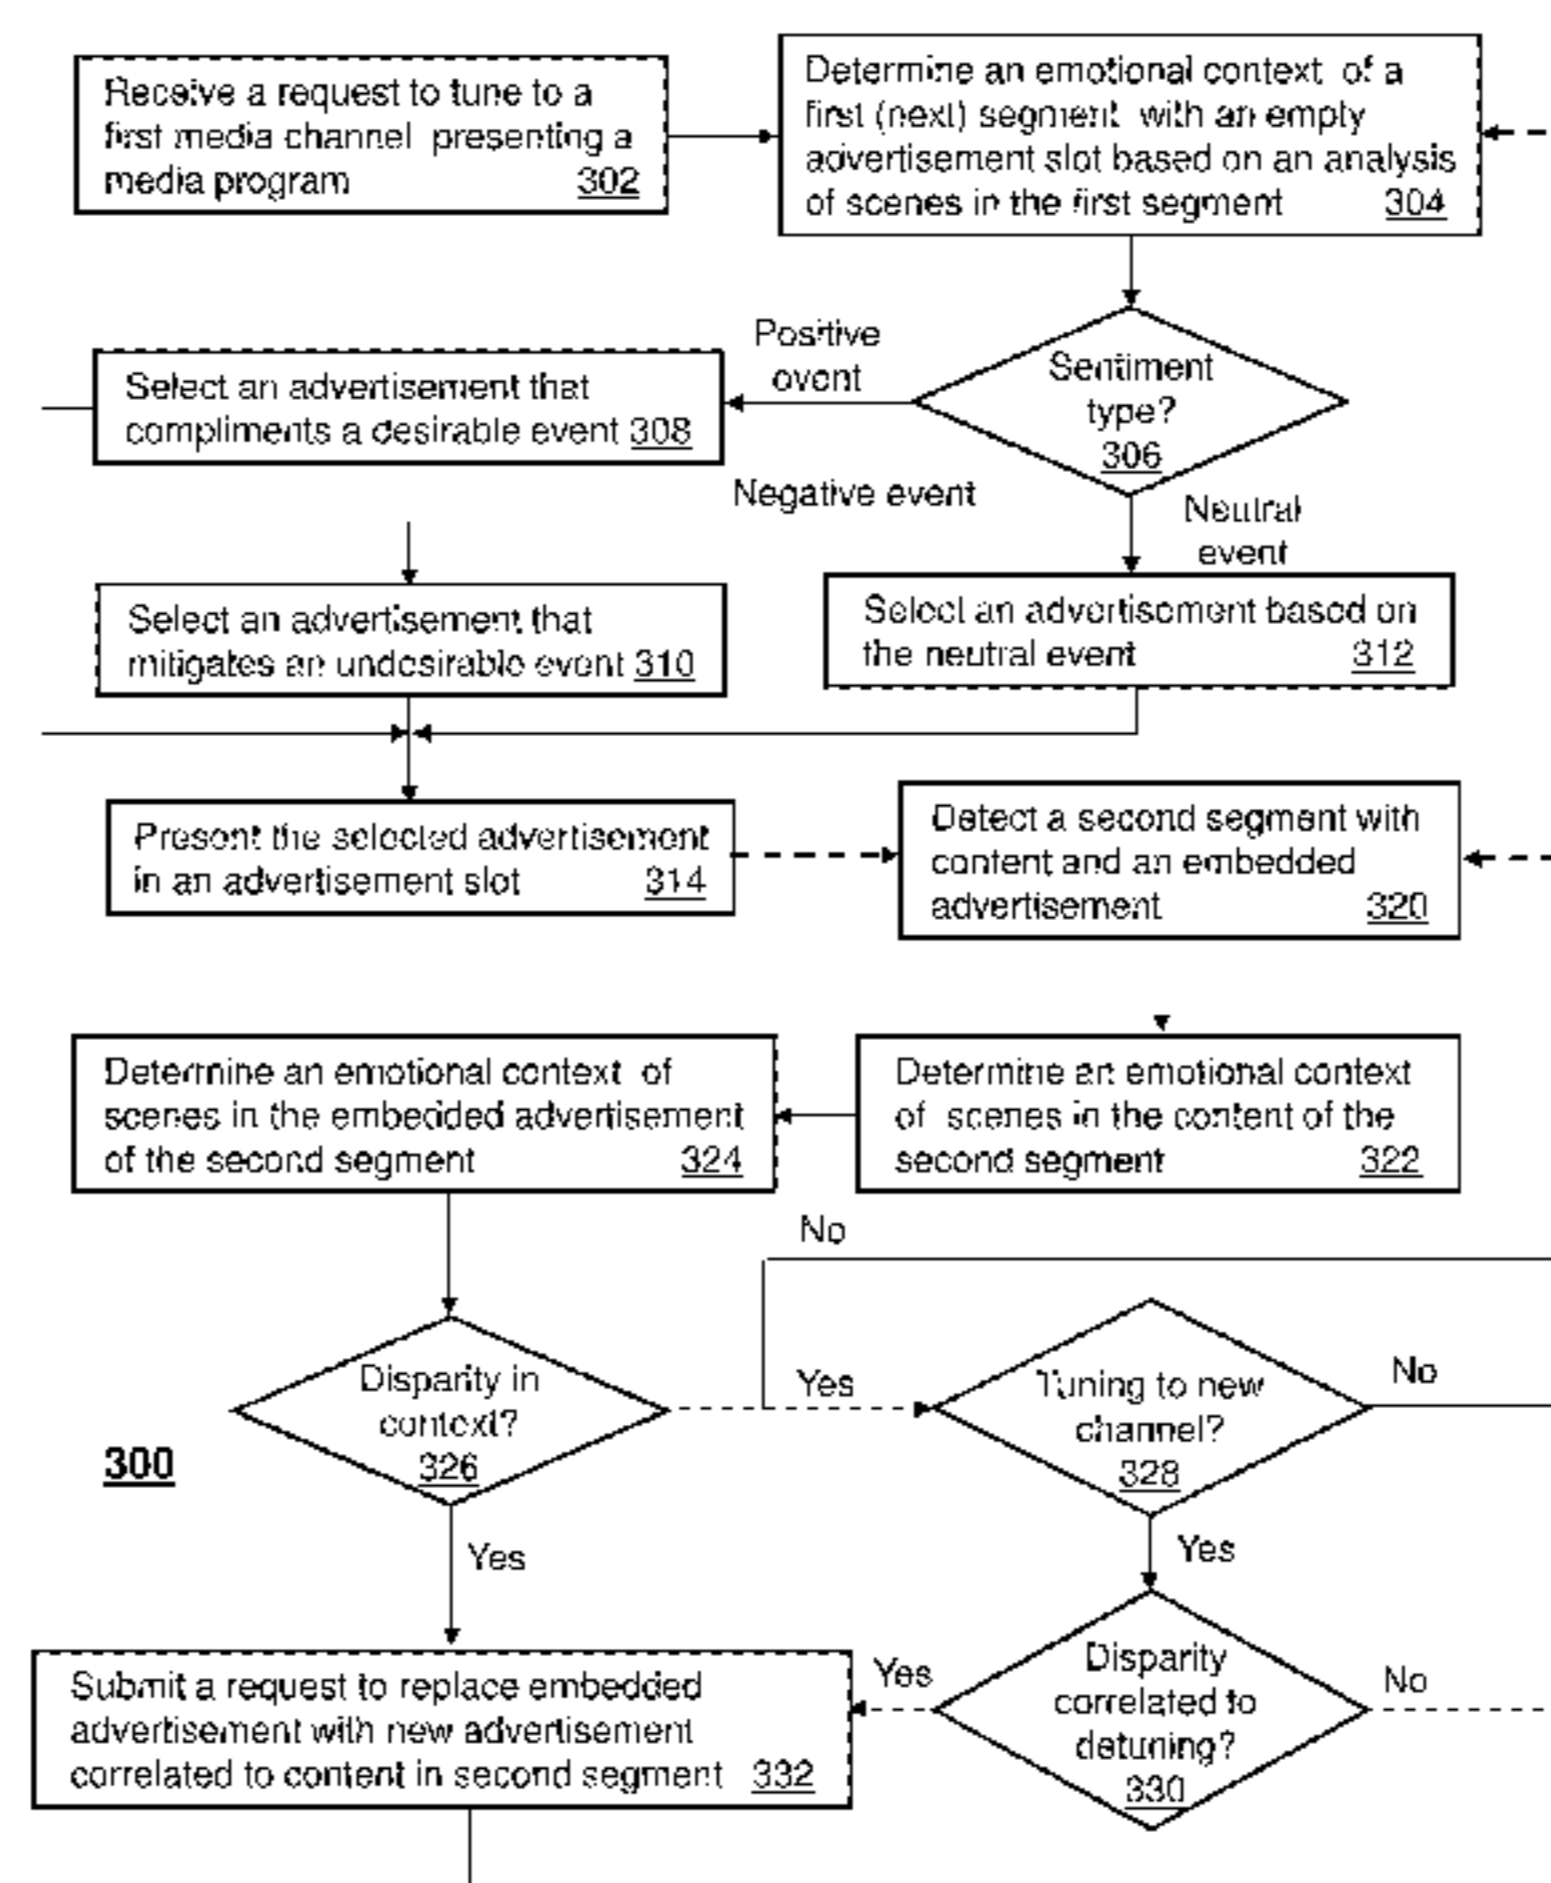 Receive a request to tune to a
first media channel presenting a
media program 302
Determine an emotional context of a
first (next) segment with an empty
advertisement slot based on an analysis
of scenes in the first segment 304
Sentiment
type?
306
Positive
event
Select an advertisement that
compliments a desirable event 308
Negative event
Neutral
event
Select an advertisement that
mitigates an undesirable event 310
Select an advertisement based on
the neutral event 312
Present the selected advertisement
in an advertisement slot 314
Detect a second segment with
content and an embedded
advertisement 320
Determine an emotional context of
scenes in the embedded advertisement
of the second segment 324
Determine an emotional context
of scenes in the content of the
second segment 322
No
Disparity in
context?
326
Yes
Tuning to new
channel?
328
No
300
Yes
Yes
Submit a request to replace embedded
advertisement with new advertisement
correlated to content in second segment 332
Yes
Disparity
correlated to
detuning?
330
No